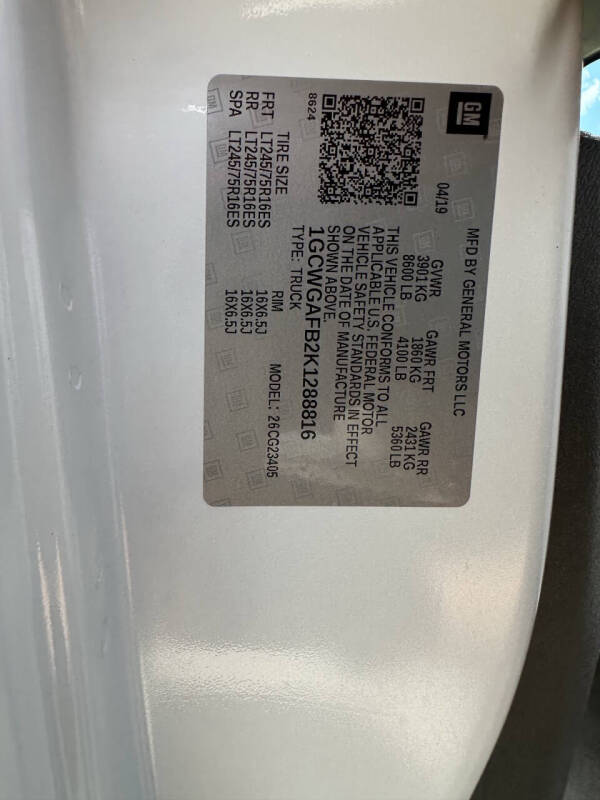 GM
MFD BY GENERAL MOTORS LLC
04/19 GVWR GAWR FRT GAWR RR
3901 KG 1860 KG 2431 KG
8600 LB 4100 LB 5360 LB
THIS VEHICLE CONFORMS TO ALL
APPLICABLE U.S. FEDERAL MOTOR
VEHICLE SAFETY STANDARDS IN EFFECT
ON THE DATE OF MANUFACTURE
SHOWN ABOVE.
1GCWGAFB2K1288816
TYPE: TRUCK MODEL: 26CG23405
8624
TIRE SIZE RIM
FRT LT245/75R16ES 16X6.5J
RR LT245/75R16ES 16X6.5J
SPA LT245/75R16ES 16X6.5J